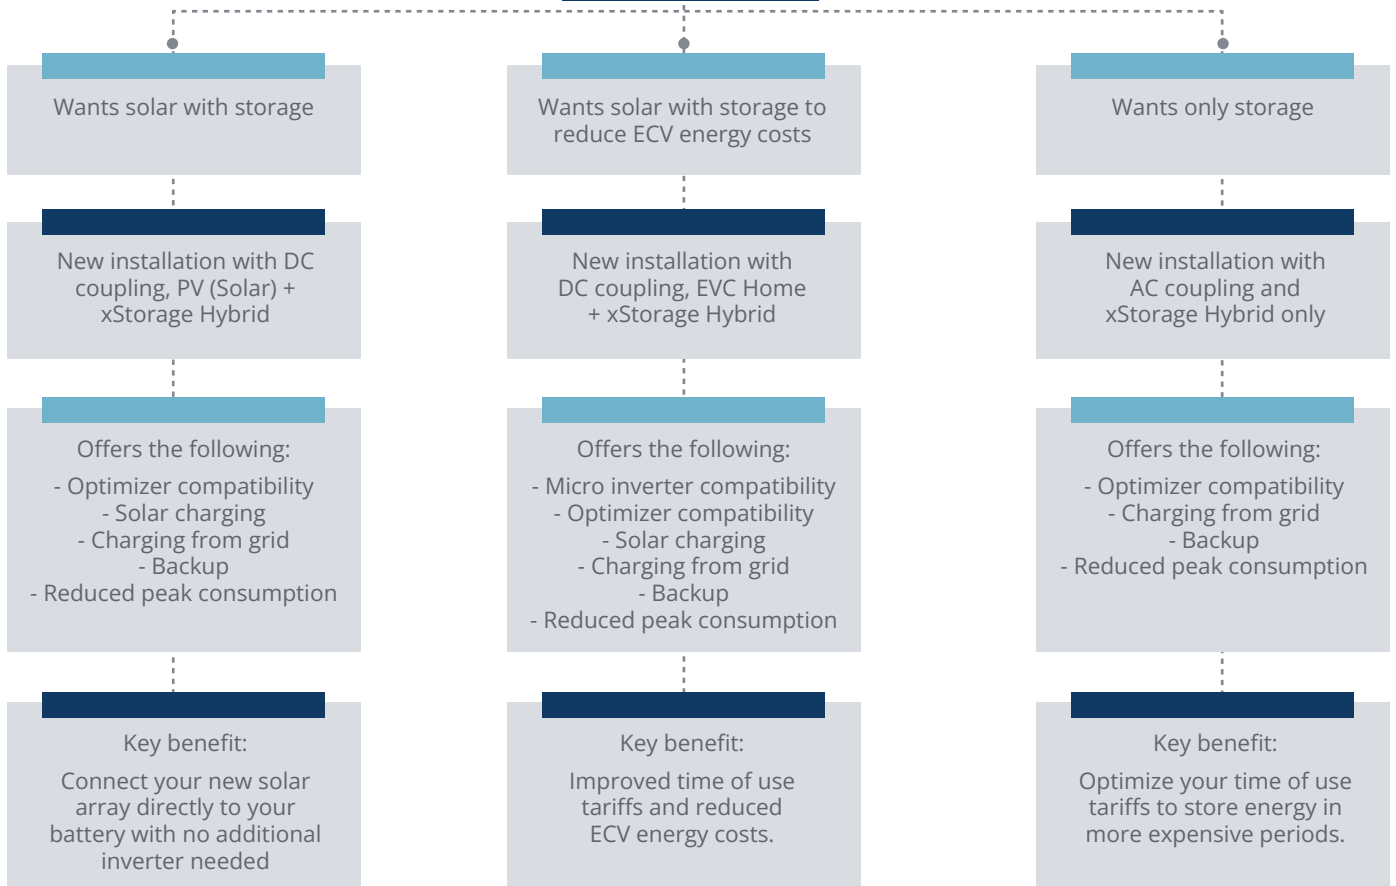 Wants solar with storage
Wants solar with storage to
reduce ECV energy costs
Wants only storage
New installation with DC
coupling, PV (Solar) +
xStorage Hybrid
New installation with
DC coupling, EVC Home
+ xStorage Hybrid
New installation with
AC coupling and
xStorage Hybrid only
Offers the following:
- Optimizer compatibility
- Solar charging
- Charging from grid
- Backup
- Reduced peak consumption
Offers the following:
- Micro inverter compatibility
- Optimizer compatibility
- Solar charging
- Charging from grid
- Backup
- Reduced peak consumption
Offers the following:
- Optimizer compatibility
- Charging from grid
- Backup
- Reduced peak consumption
Key benefit:
Connect your new solar
array directly to your
battery with no additional
inverter needed
Key benefit:
Improved time of use
tariffs and reduced
ECV energy costs.
Key benefit:
Optimize your time of use
tariffs to store energy in
more expensive periods.